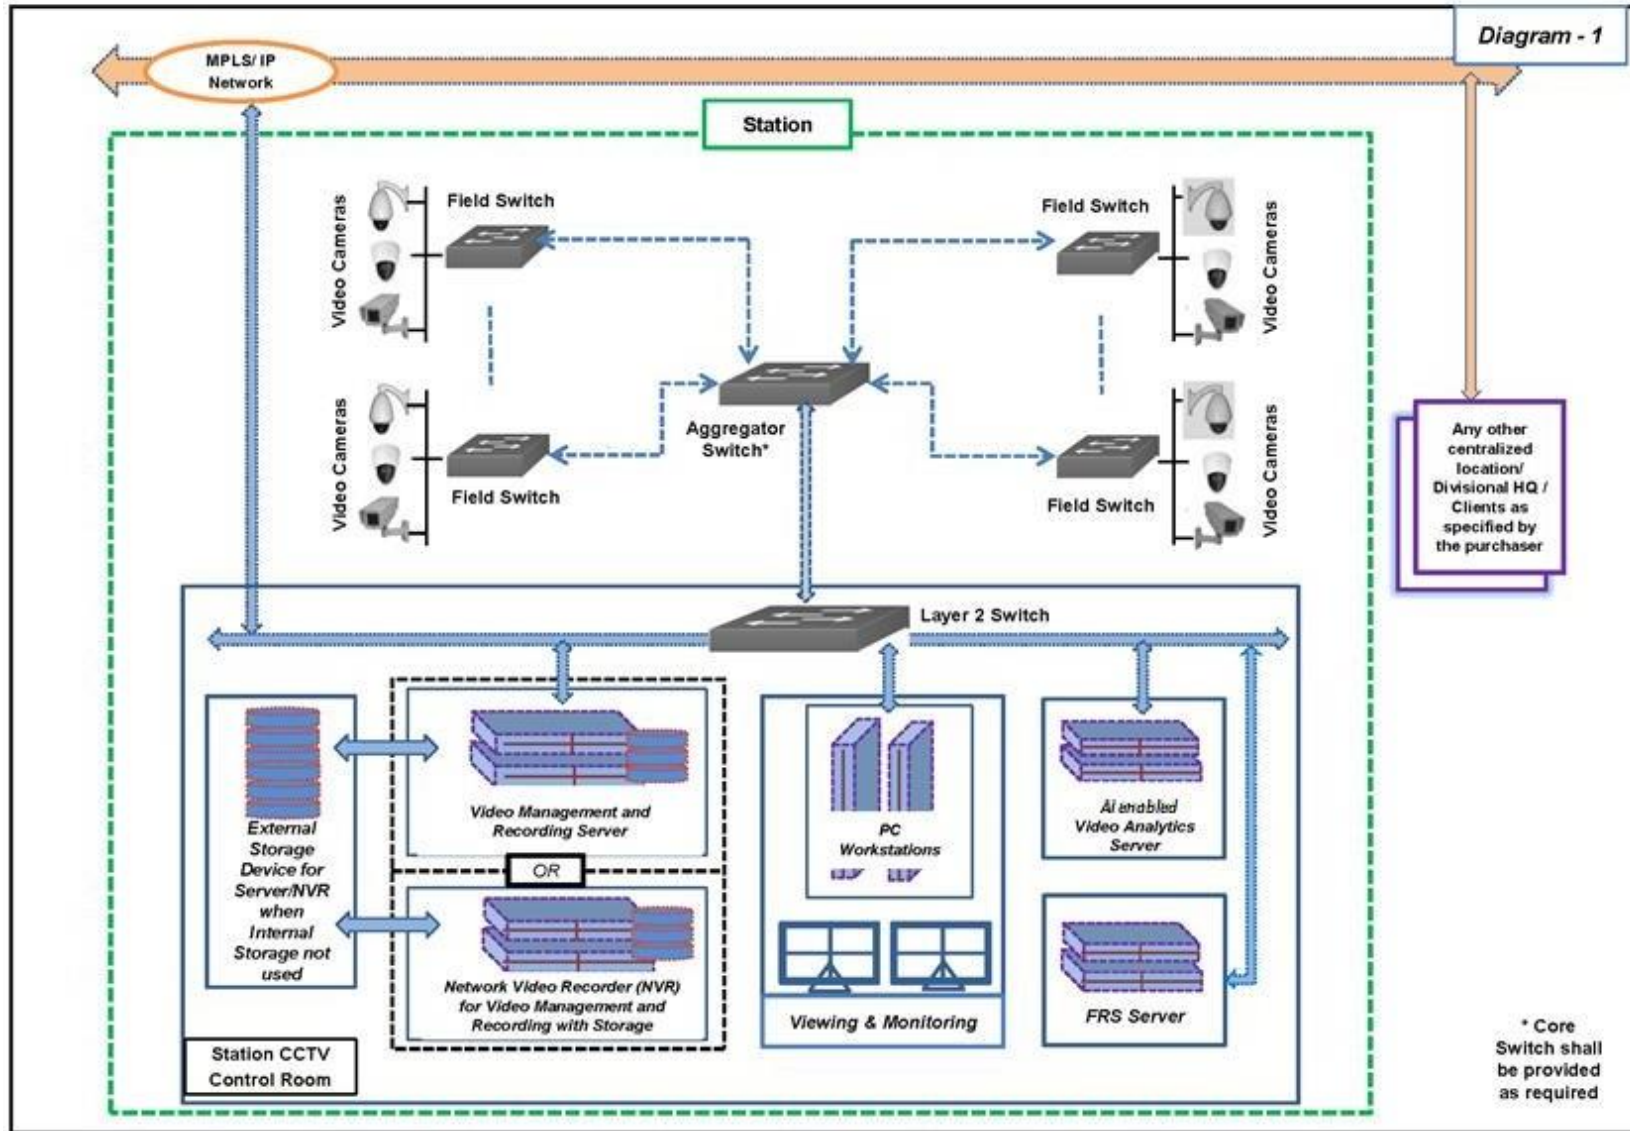 Diagram - 1
MPLS/ IP
Network
Station
Field Switch
Video Cameras
Field Switch
Video Cameras
Video Cameras
Field Switch
Aggregator
Switch*
Video Cameras
Field Switch
Any other
centralized
location/
Divisional HQ /
Clients as
specified by
the purchaser
Layer 2 Switch
External
Storage
Device for
Server/NVR
when
Internal
Storage not
used
Video Management and
Recording Server
OR
Network Video Recorder (NVR)
for Video Management and
Recording with Storage
PC
Workstations
Viewing & Monitoring
AI enabled
Video Analytics
Server
FRS Server
Station CCTV
Control Room
* Core
Switch shall
be provided
as required